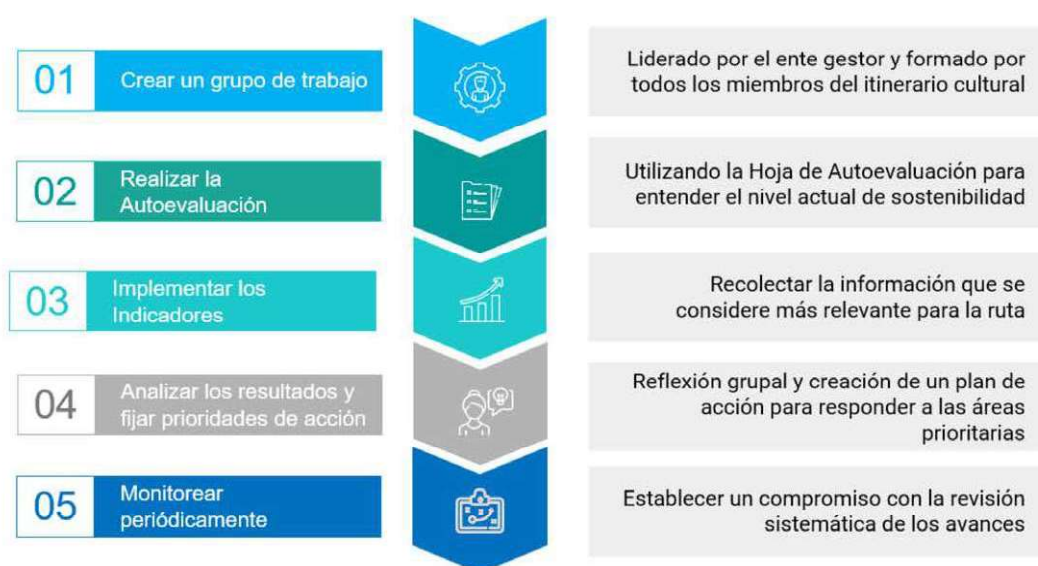 01
Crear un grupo de trabajo
Liderado por el ente gestor y formado por
todos los miembros del itinerario cultural
02
Realizar la
Autoevaluación
Utilizando la Hoja de Autoevaluación para
entender el nivel actual de sostenibilidad
03
Implementar los
Indicadores
Recolectar la información que se
considere más relevante para la ruta
04
Analizar los resultados y
fijar prioridades de acción
Reflexión grupal y creación de un plan de
acción para responder a las áreas
prioritarias
05
Monitorear
periódicamente
Establecer un compromiso con la revisión
sistemática de los avances